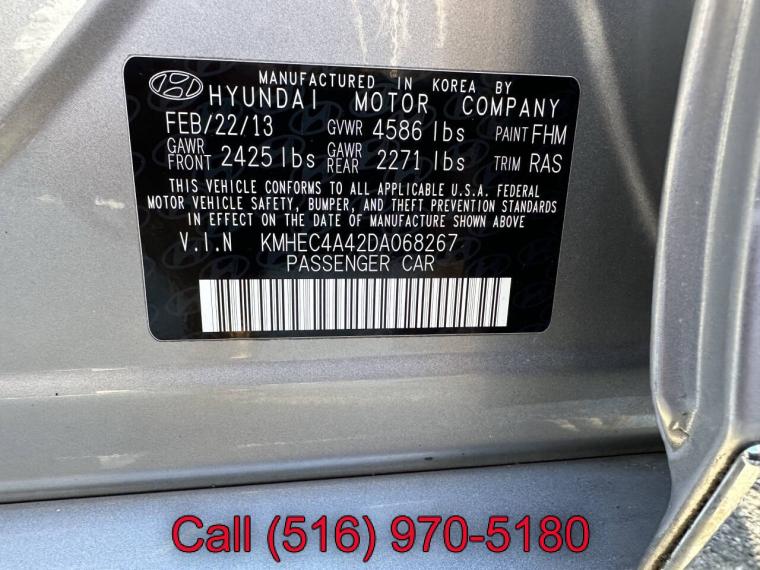 MANUFACTURED IN KOREA BY
HYUNDAI MOTOR COMPANY
FEB/22/13 GVWR 4586 lbs PAINT FHM
GAWR FRONT 2425 lbs GAWR REAR 2271 lbs TRIM RAS
THIS VEHICLE CONFORMS TO ALL APPLICABLE U.S.A. FEDERAL
MOTOR VEHICLE SAFETY, BUMPER, AND THEFT PREVENTION STANDARDS
IN EFFECT ON THE DATE OF MANUFACTURE SHOWN ABOVE
V.I.N KMHEC4A42DA068267
PASSENGER CAR
Call (516) 970-5180